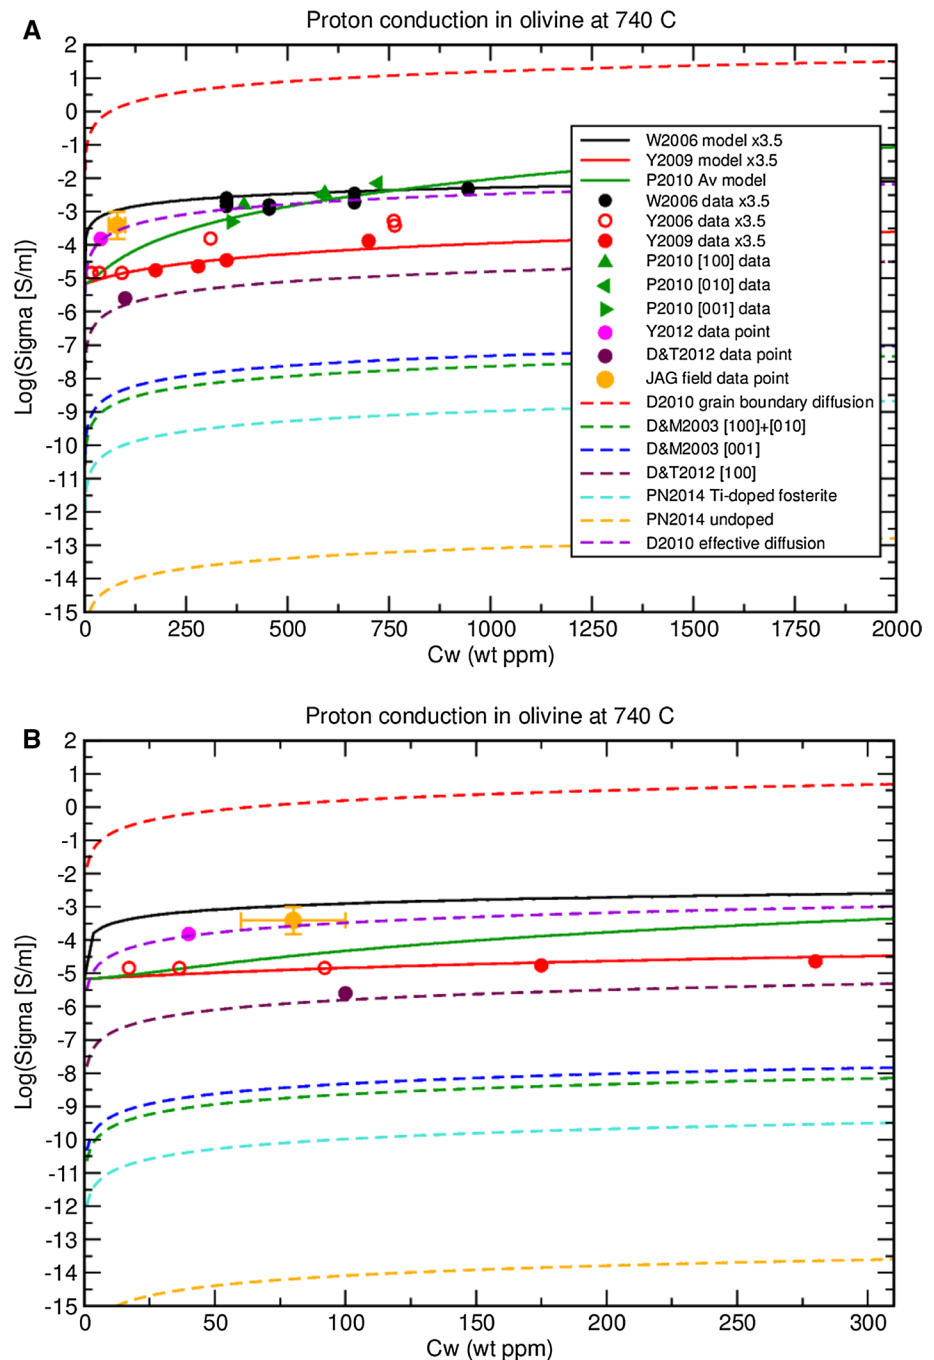 A
Proton conduction in olivine at 740 C
2
1
0
-1
-2
-3
-4
-5
-6
-7
-8
-9
-10
-11
-12
-13
-14
-15
Log(Sigma [S/m])
W2006 model x3.5
Y2009 model x3.5
P2010 Av model
W2006 data x3.5
Y2006 data x3.5
Y2009 data x3.5
P2010 [100] data
P2010 [010] data
P2010 [001] data
Y2012 data point
D&T2012 data point
JAG field data point
D2010 grain boundary diffusion
D&M2003 [100]+[010]
D&M2003 [001]
D&T2012 [100]
PN2014 Ti-doped fosterite
PN2014 undoped
D2010 effective diffusion
0 250 500 750 1000 1250 1500 1750 2000
Cw (wt ppm)
B
Proton conduction in olivine at 740 C
2
1
0
-1
-2
-3
-4
-5
-6
-7
-8
-9
-10
-11
-12
-13
-14
-15
Log(Sigma [S/m])
0 50 100 150 200 250 300
Cw (wt ppm)